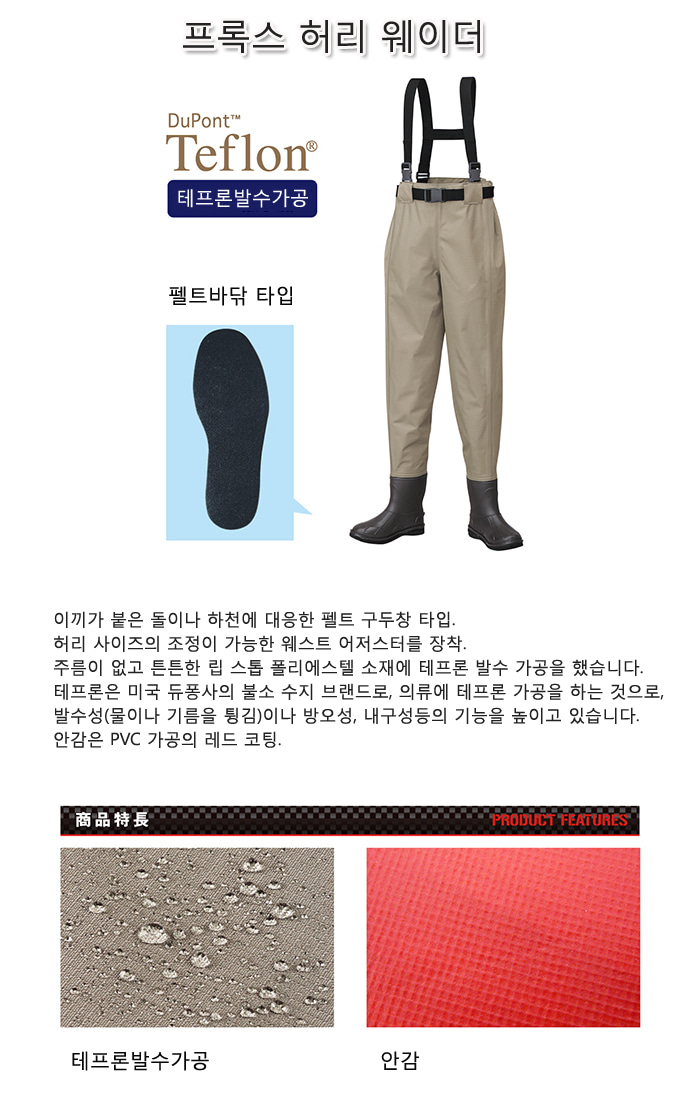 프록스 허리 웨이더
DuPont™
Teflon®
테프론발수가공
펠트바닦 타입
이끼가 붙은 돌이나 하천에 대응한 펠트 구두창 타입.
허리 사이즈의 조정이 가능한 웨스트 어저스터를 장착.
주름이 없고 튼튼한 립 스톱 폴리에스텔 소재에 테프론 발수 가공을 했습니다.
테프론은 미국 듀퐁사의 불소 수지 브랜드로, 의류에 테프론 가공을 하는 것으로,
발수성(물이나 기름을 튕김)이나 방오성, 내구성등의 기능을 높이고 있습니다.
안감은 PVC 가공의 레드 코팅.
商品特長 PRODUCT FEATURES
테프론발수가공 안감